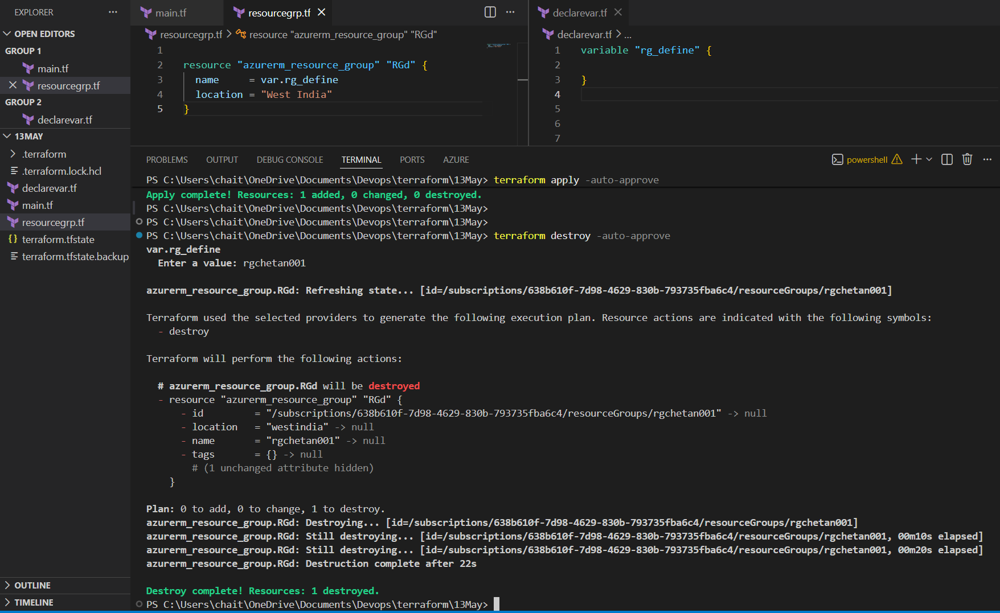 EXPLORER
OPEN EDITORS
GROUP 1
main.tf
resourcegrp.tf
GROUP 2
declarevar.tf
13MAY
.terraform
.terraform.lock.hcl
declarevar.tf
main.tf
resourcegrp.tf
terraform.tfstate
terraform.tfstate.backup
OUTLINE
TIMELINE
main.tf
resourcegrp.tf
resourcegrp.tf > resource "azurerm_resource_group" "RGd"
1
2 resource "azurerm_resource_group" "RGd" {
3 name = var.rg_define
4 location = "West India"
5 }
declarevar.tf
declarevar.tf > ...
1 variable "rg_define" {
2
3 }
4
5
6
7
PROBLEMS OUTPUT DEBUG CONSOLE TERMINAL PORTS AZURE
powershell
PS C:\Users\chait\OneDrive\Documents\Devops\terraform\13May> terraform apply -auto-approve
Apply complete! Resources: 1 added, 0 changed, 0 destroyed.
PS C:\Users\chait\OneDrive\Documents\Devops\terraform\13May>
PS C:\Users\chait\OneDrive\Documents\Devops\terraform\13May>
PS C:\Users\chait\OneDrive\Documents\Devops\terraform\13May> terraform destroy -auto-approve
var.rg_define
Enter a value: rgchetan001
azurerm_resource_group.RGd: Refreshing state... [id=/subscriptions/638b610f-7d98-4629-830b-793735fba6c4/resourceGroups/rgchetan001]
Terraform used the selected providers to generate the following execution plan. Resource actions are indicated with the following symbols:
- destroy
Terraform will perform the following actions:
# azurerm_resource_group.RGd will be destroyed
- resource "azurerm_resource_group" "RGd" {
- id = "/subscriptions/638b610f-7d98-4629-830b-793735fba6c4/resourceGroups/rgchetan001" -> null
- location = "westindia" -> null
- name = "rgchetan001" -> null
- tags = {} -> null
# (1 unchanged attribute hidden)
}
Plan: 0 to add, 0 to change, 1 to destroy.
azurerm_resource_group.RGd: Destroying... [id=/subscriptions/638b610f-7d98-4629-830b-793735fba6c4/resourceGroups/rgchetan001]
azurerm_resource_group.RGd: Still destroying... [id=/subscriptions/638b610f-7d98-4629-830b-793735fba6c4/resourceGroups/rgchetan001, 00m10s elapsed]
azurerm_resource_group.RGd: Still destroying... [id=/subscriptions/638b610f-7d98-4629-830b-793735fba6c4/resourceGroups/rgchetan001, 00m20s elapsed]
azurerm_resource_group.RGd: Destruction complete after 22s
Destroy complete! Resources: 1 destroyed.
PS C:\Users\chait\OneDrive\Documents\Devops\terraform\13May>